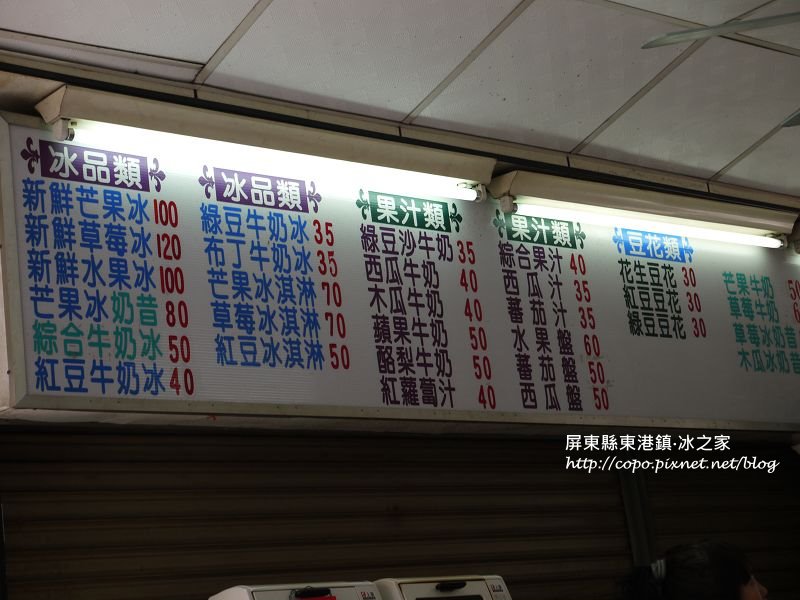 冰品類
新鮮芒果冰 100
新鮮草莓冰 120
新鮮水果冰 100
芒果冰奶昔 80
綜合牛奶冰 50
紅豆牛奶冰 40
冰品類
綠豆牛奶冰 35
布丁牛奶冰 35
芒果冰淇淋 70
草莓冰淇淋 70
紅豆冰淇淋 50
果汁類
綠豆沙牛奶 35
西瓜牛奶 40
木瓜牛奶 40
蘋果牛奶 50
酪梨牛奶 50
紅蘿蔔汁 40
果汁類
綜合果汁 40
西瓜汁 35
蕃茄汁 35
水果盤 60
蕃茄盤 50
西瓜盤 50
豆花類
花生豆花 30
紅豆豆花 30
綠豆豆花 30
芒果牛奶 50
草莓牛奶
草莓冰奶昔
木瓜冰奶昔
屏東縣東港鎮·冰之家
http://copo.pixnet.net/blog